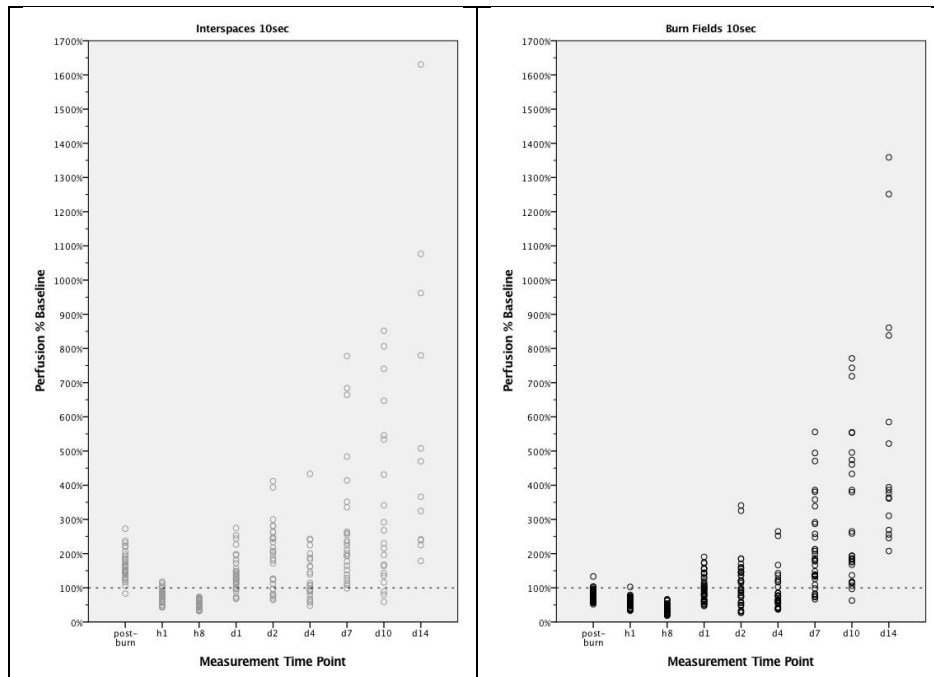 Interspaces 10sec
Perfusion % Baseline
1700%
1600%
1500%
1400%
1300%
1200%
1100%
1000%
900%
800%
700%
600%
500%
400%
300%
200%
100%
0%
post-
burn
h1
h8
d1
d2
d4
d7
d10
d14
Measurement Time Point
Burn Fields 10sec
Perfusion % Baseline
1700%
1600%
1500%
1400%
1300%
1200%
1100%
1000%
900%
800%
700%
600%
500%
400%
300%
200%
100%
0%
post-
burn
h1
h8
d1
d2
d4
d7
d10
d14
Measurement Time Point